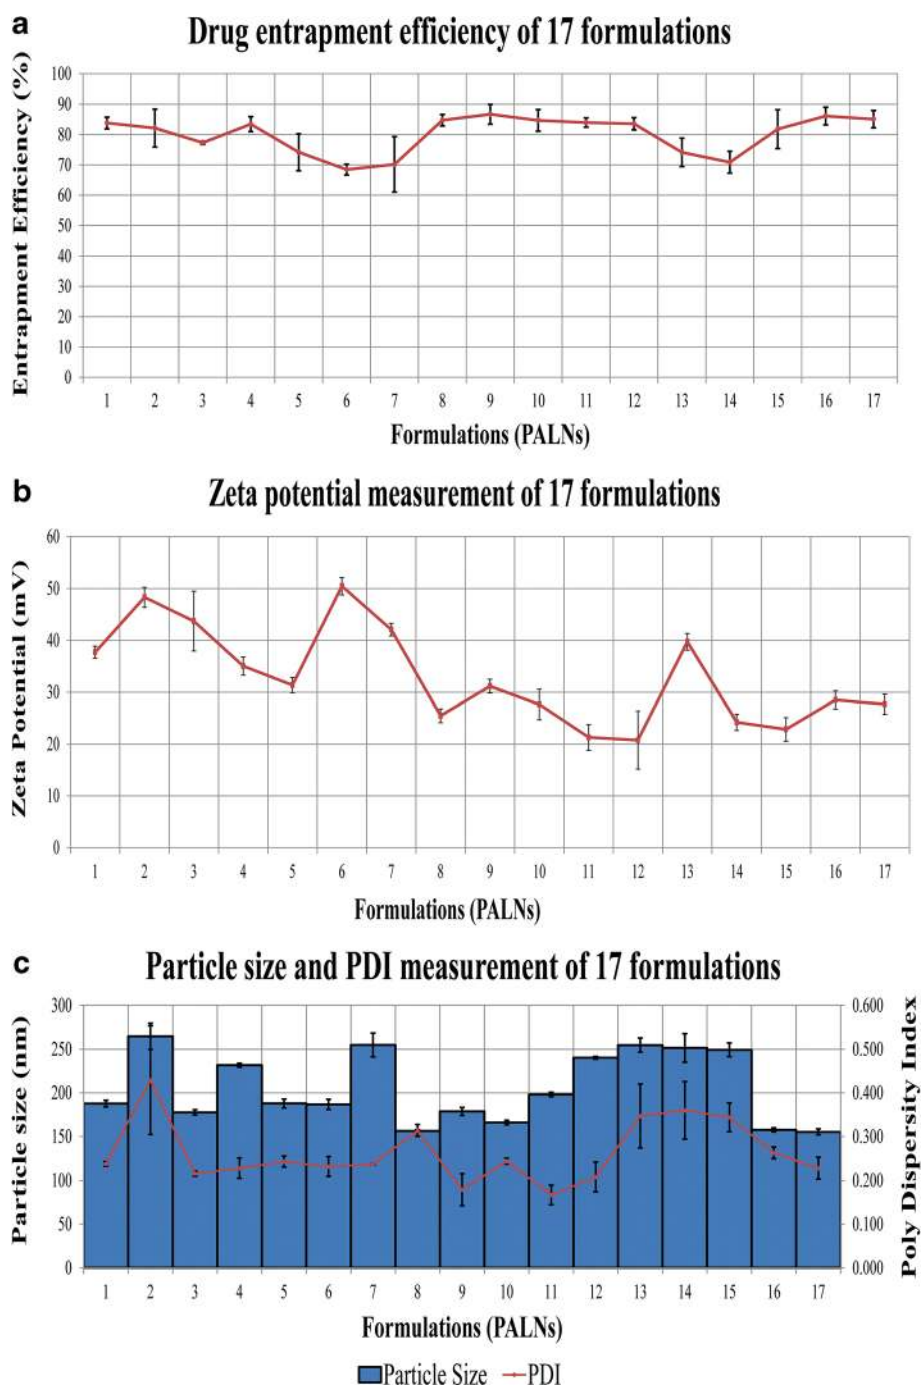 a
Drug entrapment efficiency of 17 formulations
Entrapment Efficiency (%)
100
90
80
70
60
50
40
30
20
10
0
1 2 3 4 5 6 7 8 9 10 11 12 13 14 15 16 17
Formulations (PALNs)
b
Zeta potential measurement of 17 formulations
Zeta Potential (mV)
60
50
40
30
20
10
0
1 2 3 4 5 6 7 8 9 10 11 12 13 14 15 16 17
Formulations (PALNs)
c
Particle size and PDI measurement of 17 formulations
Particle size (nm)
300
250
200
150
100
50
0
0.600
0.500
0.400
0.300
0.200
0.100
0.000
Poly Dispersity Index
1 2 3 4 5 6 7 8 9 10 11 12 13 14 15 16 17
Formulations (PALNs)
Particle Size PDI